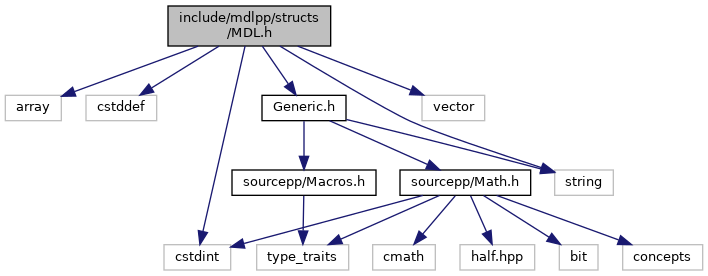 include/mdlpp/structs
/MDL.h
array
cstddef
Generic.h
vector
sourcepp/Macros.h
sourcepp/Math.h
string
cstdint
type_traits
cmath
half.hpp
bit
concepts